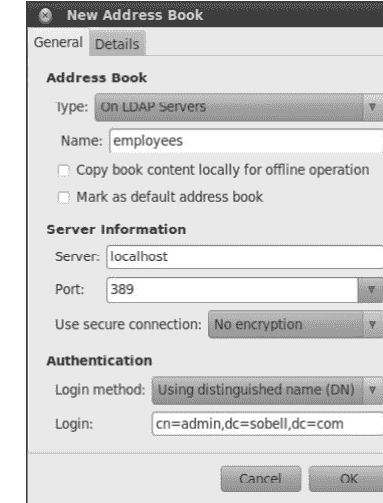 New Address Book
General Details
Address Book
Type: On LDAP Servers
Name: employees
Copy book content locally for offline operation
Mark as default address book
Server Information
Server: localhost
Port: 389
Use secure connection: No encryption
Authentication
Login method: Using distinguished name (DN)
Login: cn=admin,dc=sobell,dc=com
Cancel OK